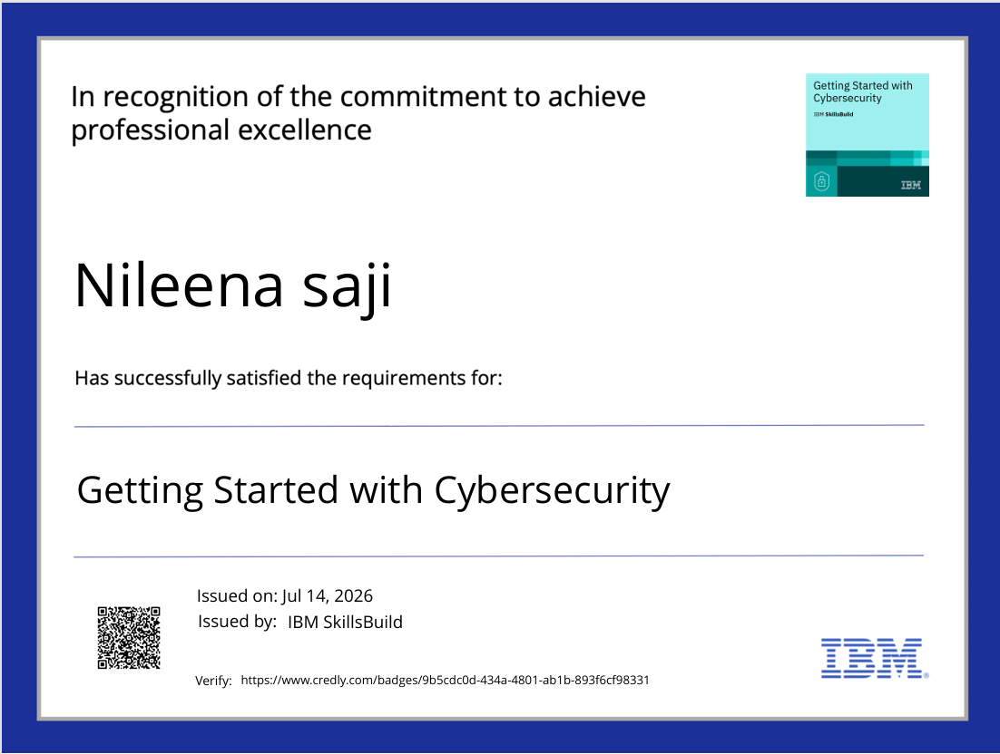 In recognition of the commitment to achieve
professional excellence
Getting Started with
Cybersecurity
IBM SkillsBuild
IBM
Nileena saji
Has successfully satisfied the requirements for:
Getting Started with Cybersecurity
Issued on: Jul 14, 2026
Issued by: IBM SkillsBuild
Verify: https://www.credly.com/badges/9b5cdc0d-434a-4801-ab1b-893f6cf98331
IBM®